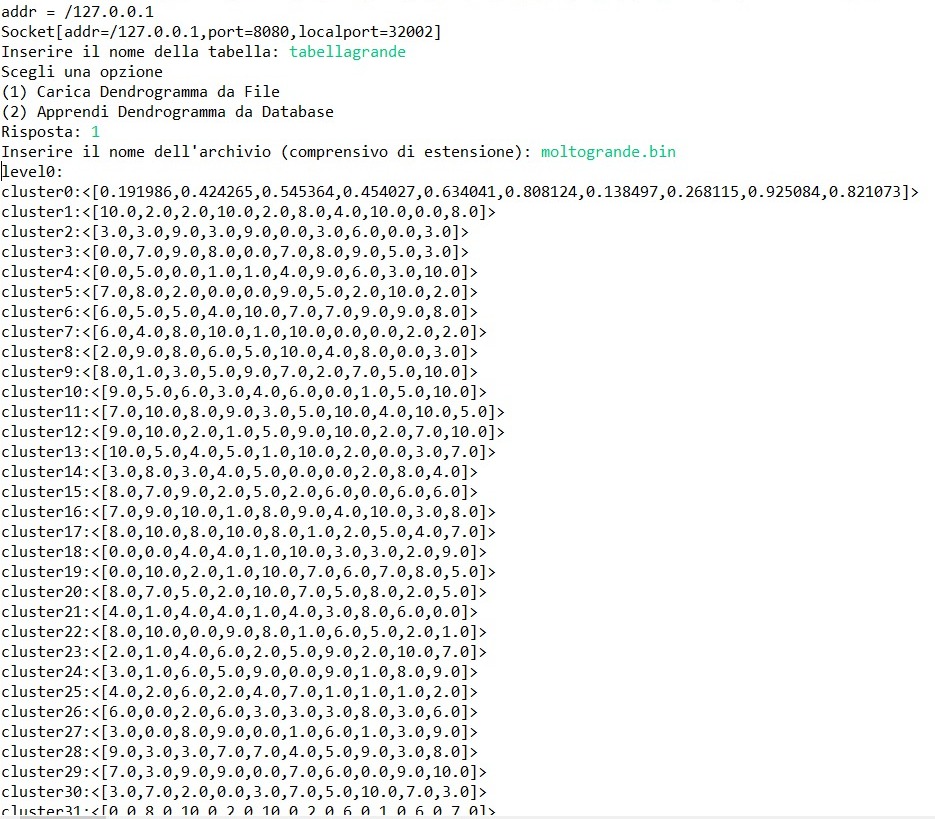 addr = /127.0.0.1
Socket[addr=/127.0.0.1,port=8080,localport=32002]
Inserire il nome della tabella: tabellagrande
Scegli una opzione
(1) Carica Dendrogramma da File
(2) Apprendi Dendrogramma da Database
Risposta: 1
Inserire il nome dell'archivio (comprensivo di estensione): moltogrande.bin
level0:
cluster0:<[0.191986,0.424265,0.545364,0.454027,0.634041,0.808124,0.138497,0.268115,0.925084,0.821073]>
cluster1:<[10.0,2.0,2.0,10.0,2.0,8.0,4.0,10.0,0.0,8.0]>
cluster2:<[3.0,3.0,9.0,3.0,9.0,0.0,3.0,6.0,0.0,3.0]>
cluster3:<[0.0,7.0,9.0,8.0,0.0,7.0,8.0,9.0,5.0,3.0]>
cluster4:<[0.0,5.0,0.0,1.0,1.0,4.0,9.0,6.0,3.0,10.0]>
cluster5:<[7.0,8.0,2.0,0.0,0.0,9.0,5.0,2.0,10.0,2.0]>
cluster6:<[6.0,5.0,5.0,4.0,10.0,7.0,7.0,9.0,9.0,8.0]>
cluster7:<[6.0,4.0,8.0,10.0,1.0,10.0,0.0,0.0,2.0,2.0]>
cluster8:<[2.0,9.0,8.0,6.0,5.0,10.0,4.0,8.0,0.0,3.0]>
cluster9:<[8.0,1.0,3.0,5.0,9.0,7.0,2.0,7.0,5.0,10.0]>
cluster10:<[9.0,5.0,6.0,3.0,4.0,6.0,0.0,1.0,5.0,10.0]>
cluster11:<[7.0,10.0,8.0,9.0,3.0,5.0,10.0,4.0,10.0,5.0]>
cluster12:<[9.0,10.0,2.0,1.0,5.0,9.0,10.0,2.0,7.0,10.0]>
cluster13:<[10.0,5.0,4.0,5.0,1.0,10.0,2.0,0.0,3.0,7.0]>
cluster14:<[3.0,8.0,3.0,4.0,5.0,0.0,0.0,2.0,8.0,4.0]>
cluster15:<[8.0,7.0,9.0,2.0,5.0,2.0,6.0,0.0,6.0,6.0]>
cluster16:<[7.0,9.0,10.0,1.0,8.0,9.0,4.0,10.0,3.0,8.0]>
cluster17:<[8.0,10.0,8.0,10.0,8.0,1.0,2.0,5.0,4.0,7.0]>
cluster18:<[0.0,0.0,4.0,4.0,1.0,10.0,3.0,3.0,2.0,9.0]>
cluster19:<[0.0,10.0,2.0,1.0,10.0,7.0,6.0,7.0,8.0,5.0]>
cluster20:<[8.0,7.0,5.0,2.0,10.0,7.0,5.0,8.0,2.0,5.0]>
cluster21:<[4.0,1.0,4.0,4.0,1.0,4.0,3.0,8.0,6.0,0.0]>
cluster22:<[8.0,10.0,0.0,9.0,8.0,1.0,6.0,5.0,2.0,1.0]>
cluster23:<[2.0,1.0,4.0,6.0,2.0,5.0,9.0,2.0,10.0,7.0]>
cluster24:<[3.0,1.0,6.0,5.0,9.0,0.0,9.0,1.0,8.0,9.0]>
cluster25:<[4.0,2.0,6.0,2.0,4.0,7.0,1.0,1.0,1.0,2.0]>
cluster26:<[6.0,0.0,2.0,6.0,3.0,3.0,3.0,8.0,3.0,6.0]>
cluster27:<[3.0,0.0,8.0,9.0,0.0,1.0,6.0,1.0,3.0,9.0]>
cluster28:<[9.0,3.0,3.0,7.0,7.0,4.0,5.0,9.0,3.0,8.0]>
cluster29:<[7.0,3.0,9.0,9.0,0.0,7.0,6.0,0.0,9.0,10.0]>
cluster30:<[3.0,7.0,2.0,0.0,3.0,7.0,5.0,10.0,7.0,3.0]>
cluster31:<[0.0,8.0,10.0,2.0,10.0,2.0,6.0,1.0,6.0,7.0]>